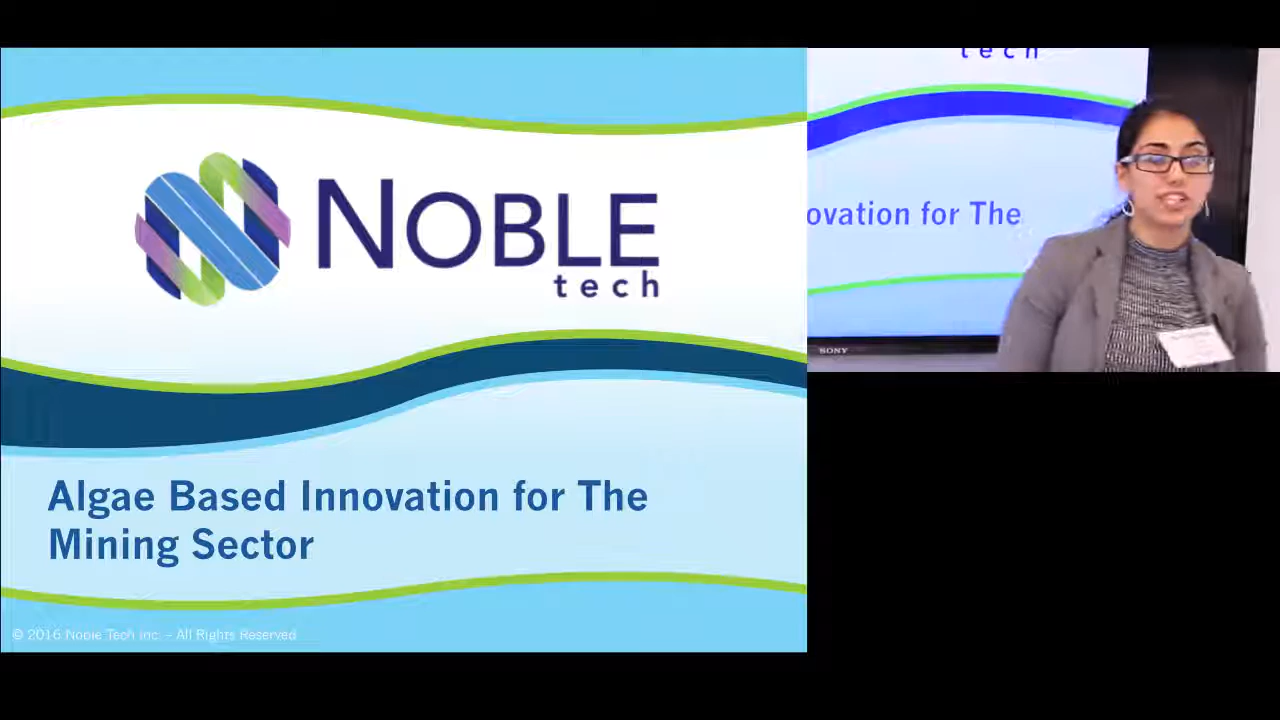 NOBLE
tech
Algae Based Innovation for The
Mining Sector
© 2016 Noble Tech Inc. – All Rights Reserved
tech
ovation for The
SONY